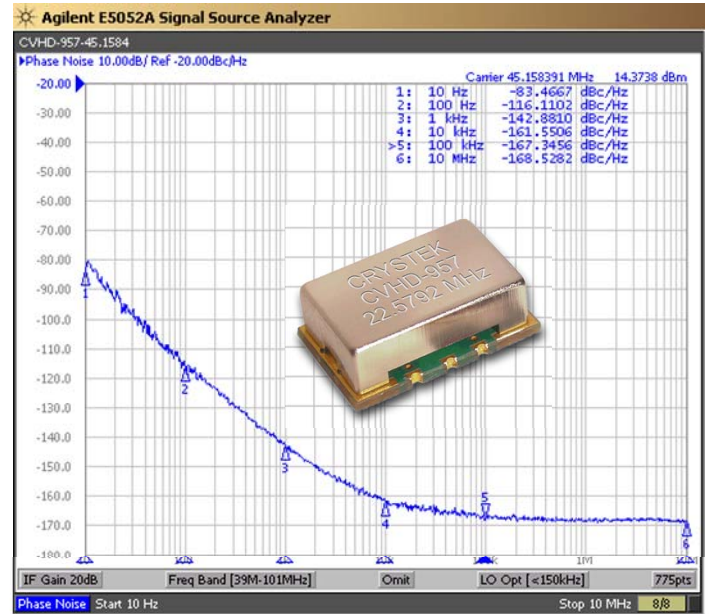 Agilent E5052A Signal Source Analyzer
CVHD-957-45.1584
Phase Noise 10.00dB/ Ref -20.00dBc/Hz
Carrier 45.158391 MHz 14.3738 dBm
-20.00
1: 10 Hz -83.4667 dBc/Hz
2: 100 Hz -116.1102 dBc/Hz
3: 1 kHz -142.8810 dBc/Hz
4: 10 kHz -161.5506 dBc/Hz
>5: 100 kHz -167.3456 dBc/Hz
6: 10 MHz -168.5282 dBc/Hz
-30.00
-40.00
-50.00
-60.00
-70.00
-80.00
-90.00
-100.0
-110.0
-120.0
-130.0
-140.0
-150.0
-160.0
-170.0
-180.0
1
2
3
4
5
6
CRYSTEK
CVHD-957
22.5792 MHz
1M
IF Gain 20dB
Freq Band [39M-101MHz]
Omit
LO Opt [<150kHz]
775pts
Phase Noise Start 10 Hz
Stop 10 MHz 8/8